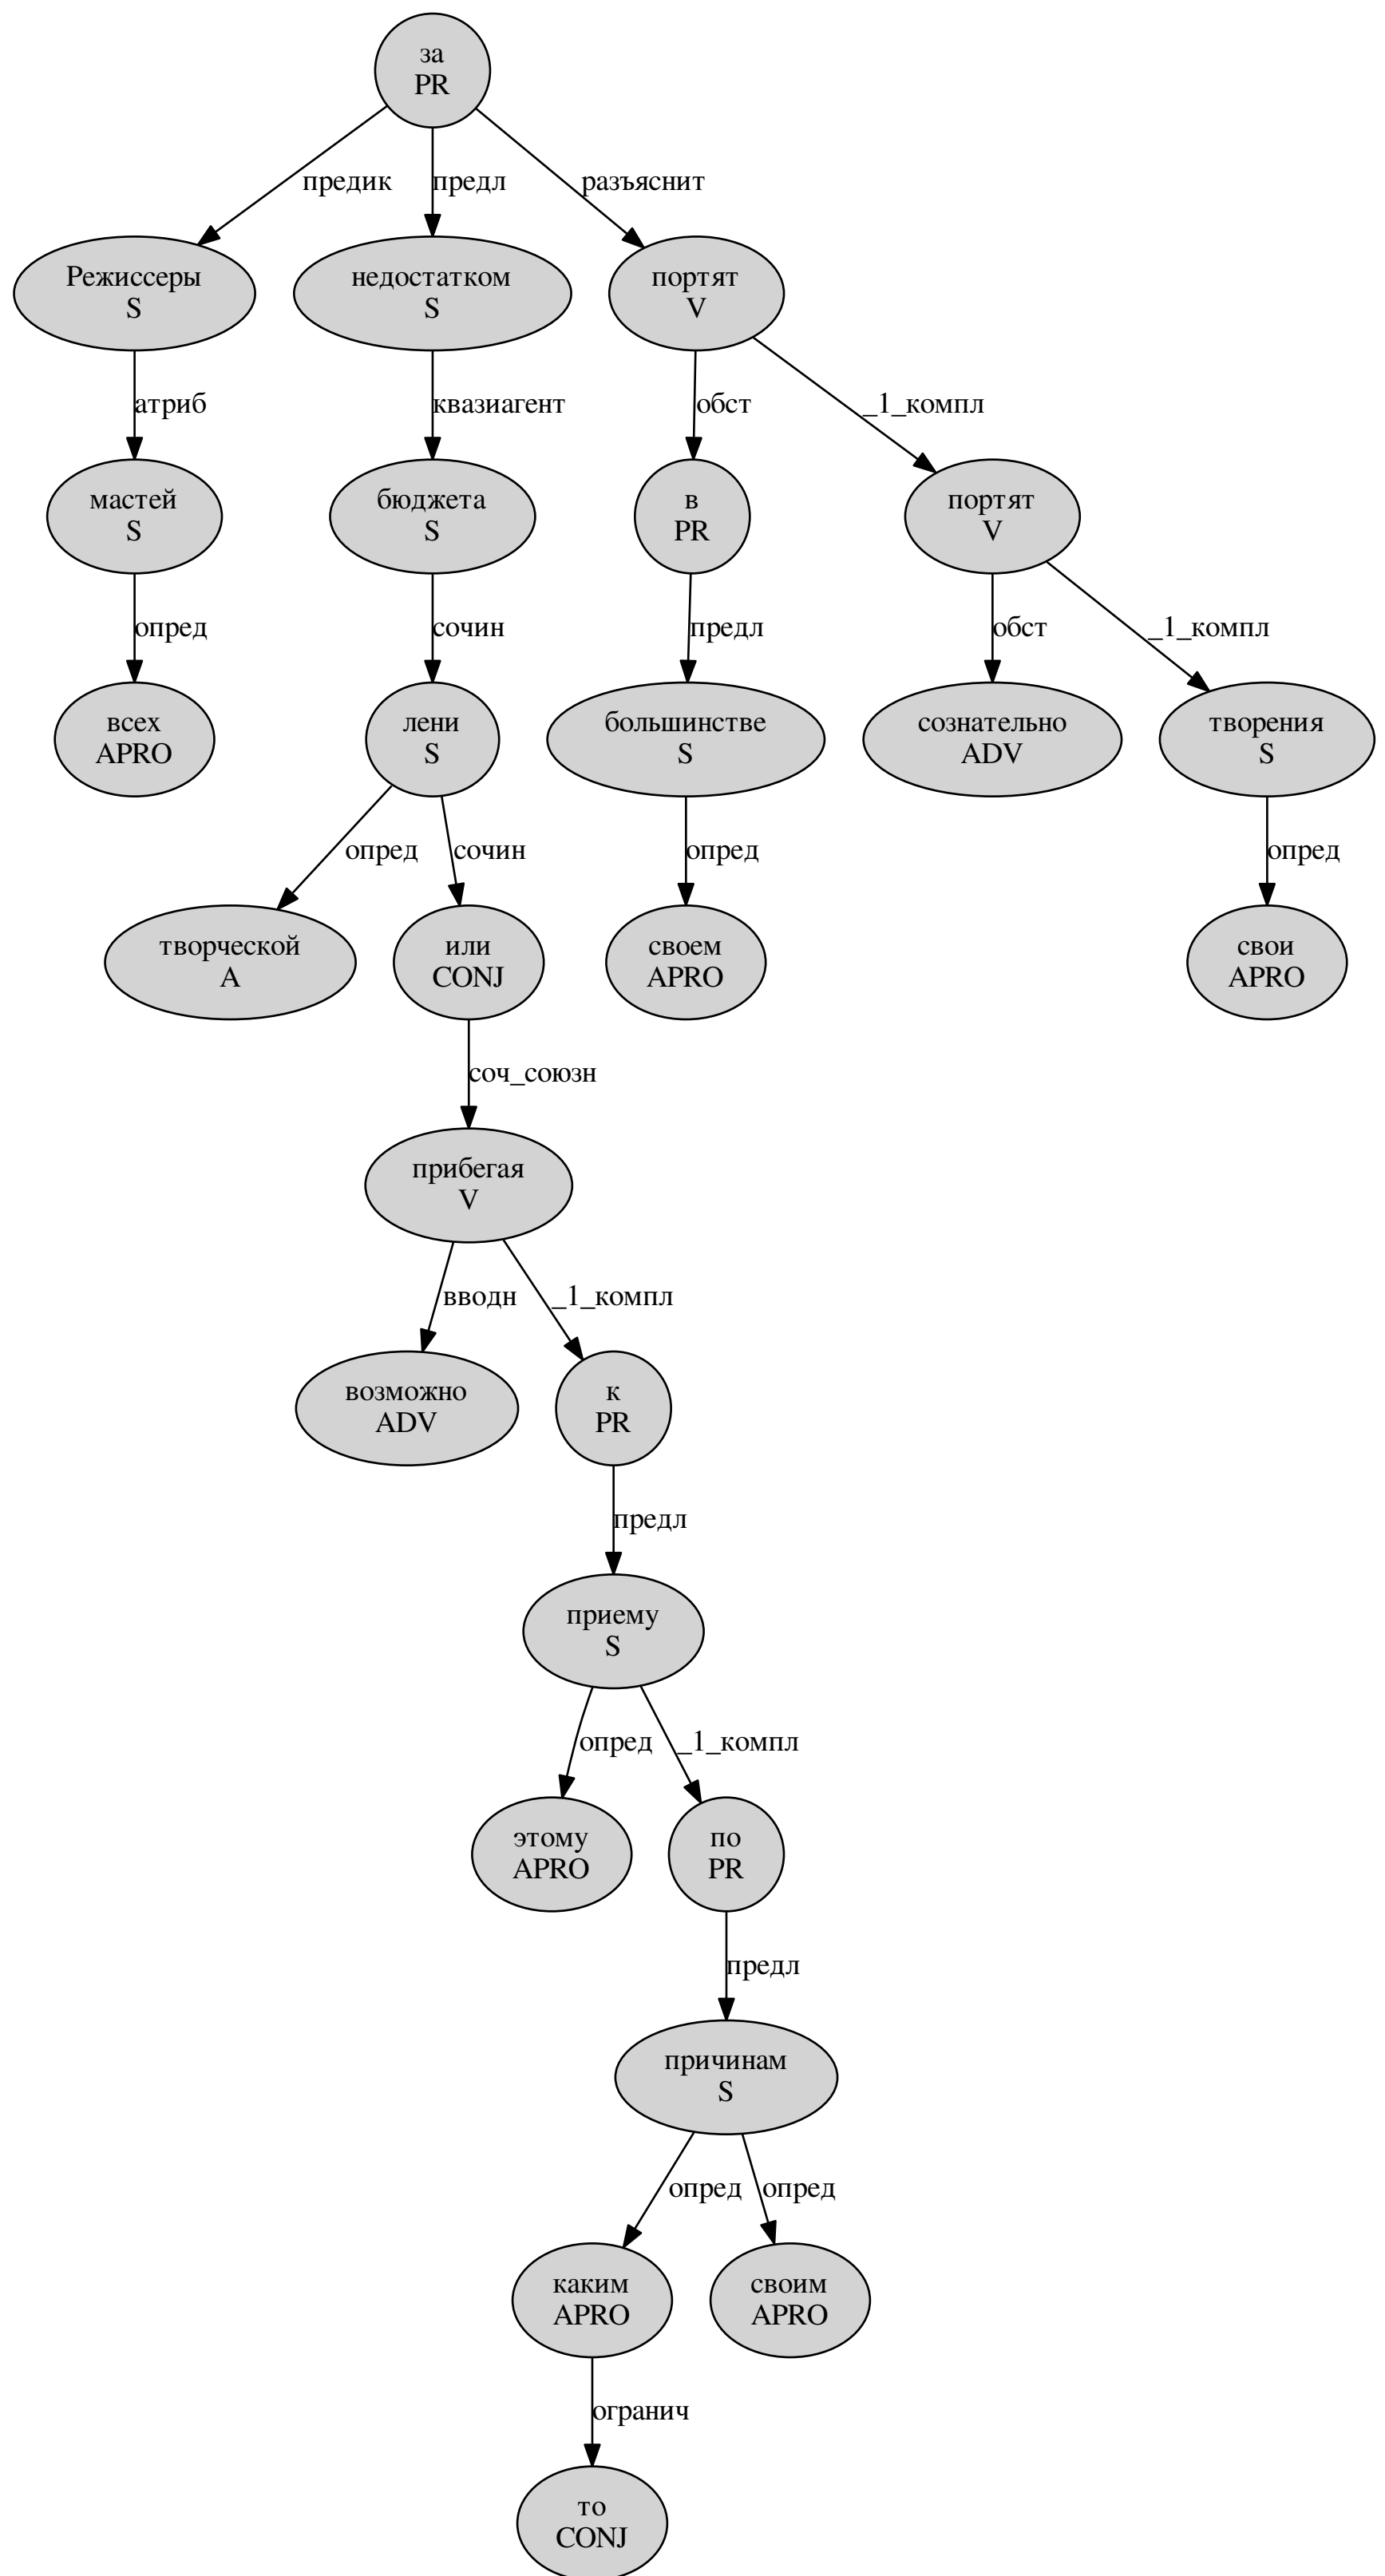 за
PR
предик
предл
разъяснит
Режиссеры
S
недостатком
S
портят
V
атриб
квазиагент
обст
_1_компл
мастей
S
бюджета
S
в
PR
портят
V
опред
сочин
предл
обст
_1_компл
всех
APRO
лени
S
большинстве
S
сознательно
ADV
творения
S
опред
сочин
опред
опред
творческой
A
или
CONJ
своем
APRO
свои
APRO
соч_союзн
прибегая
V
вводн
_1_компл
возможно
ADV
к
PR
предл
приему
S
опред
_1_компл
этому
APRO
по
PR
предл
причинам
S
опред
опред
каким
APRO
своим
APRO
огранич
то
CONJ